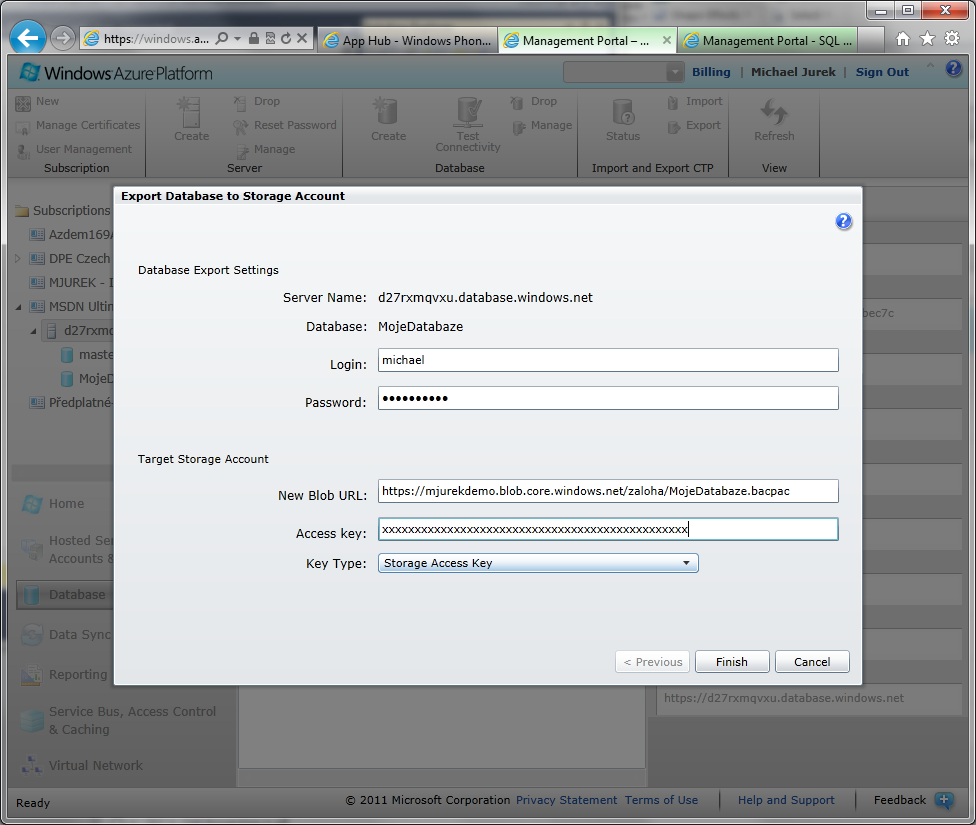 https://windows.a...
App Hub - Windows Phon...
Management Portal – ...
Management Portal - SQL ...
Windows Azure Platform
Billing | Michael Jurek | Sign Out
New
Manage Certificates
User Management
Subscription
Create
Drop
Reset Password
Manage
Server
Create
Test Connectivity
Drop
Manage
Database
Status
Import
Export
Import and Export CTP
Refresh
View
Export Database to Storage Account
Subscriptions
Azdem169
DPE Czech
MJUREK - I
MSDN Ultim
d27rxmq
maste
MojeD
Předplatné
bec7c
Database Export Settings
Server Name: d27rxmqvxu.database.windows.net
Database: MojeDatabaze
Login: michael
Password: ••••••••••
Target Storage Account
New Blob URL: https://mjurekdemo.blob.core.windows.net/zaloha/MojeDatabaze.bacpac
Access key: xxxxxxxxxxxxxxxxxxxxxxxxxxxxxxxxxxxxxxxxxxxxxxx
Key Type: Storage Access Key
< Previous
Finish
Cancel
Home
Hosted Ser
Accounts &
Database
Data Sync
Reporting
Service Bus, Access Control
& Caching
Virtual Network
https://d27rxmqvxu.database.windows.net
Ready
© 2011 Microsoft Corporation Privacy Statement Terms of Use | Help and Support | Feedback